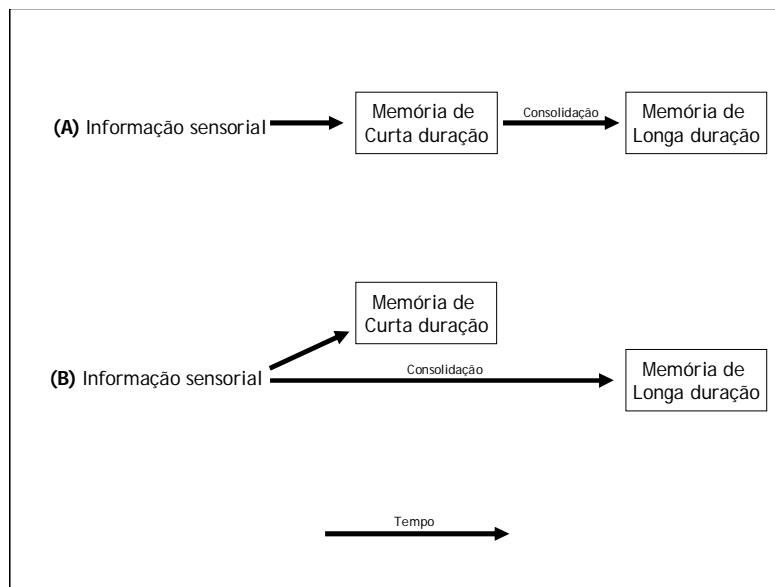 (A) Informação sensorial
Memória de
Curta duração
Consolidação
Memória de
Longa duração
Memória de
Curta duração
(B) Informação sensorial
Consolidação
Memória de
Longa duração
Tempo